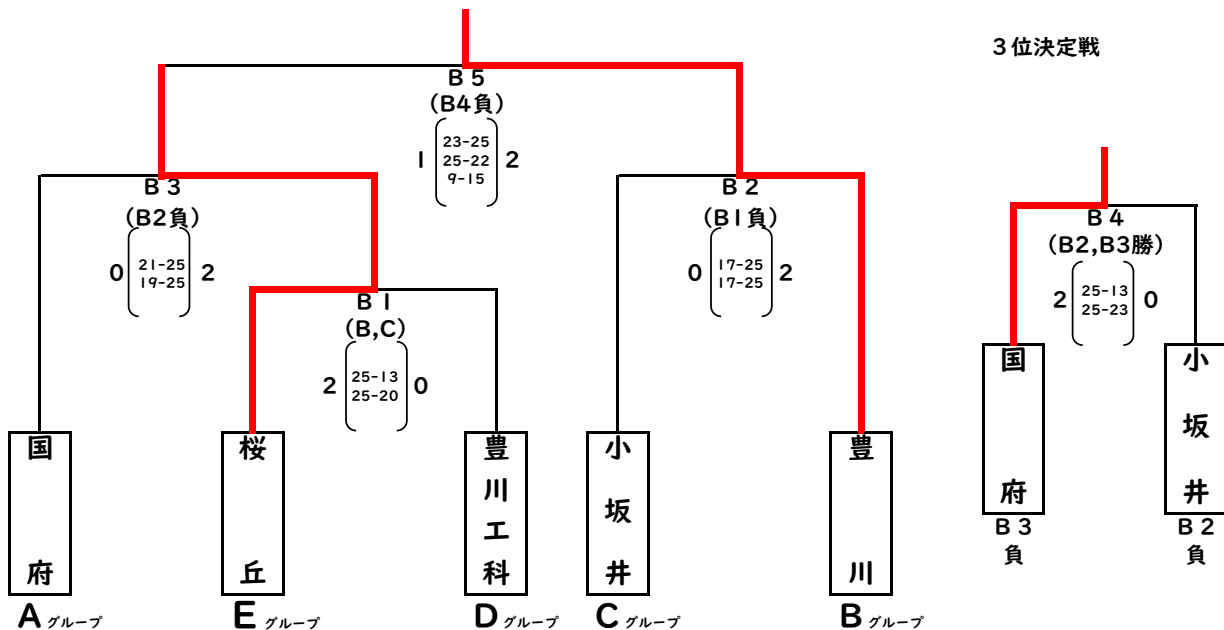 ３位決定戦
B５
(B4負)
1 23-25 2
25-22
9-15
B３
(B2負)
0 21-25 2
19-25
B２
(B1負)
0 17-25 2
17-25
B４
(B2,B3勝)
2 25-13 0
25-23
B１
(B,C)
2 25-13 0
25-20
国府
桜丘
豊川工科
小坂井
豊川
Aグループ
Eグループ
Dグループ
Cグループ
Bグループ
国府
小坂井
B３
負
B２
負